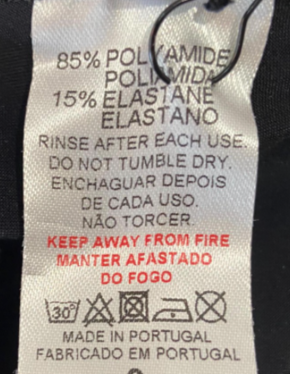 85% POLYAMIDE
POLIAMIDA
15% ELASTANE
ELASTANO
RINSE AFTER EACH USE.
DO NOT TUMBLE DRY.
ENCHAGUAR DEPOIS
DE CADA USO.
NÃO TORCER.
KEEP AWAY FROM FIRE
MANTER AFASTADO
DO FOGO
30°
MADE IN PORTUGAL
FABRICADO EM PORTUGAL